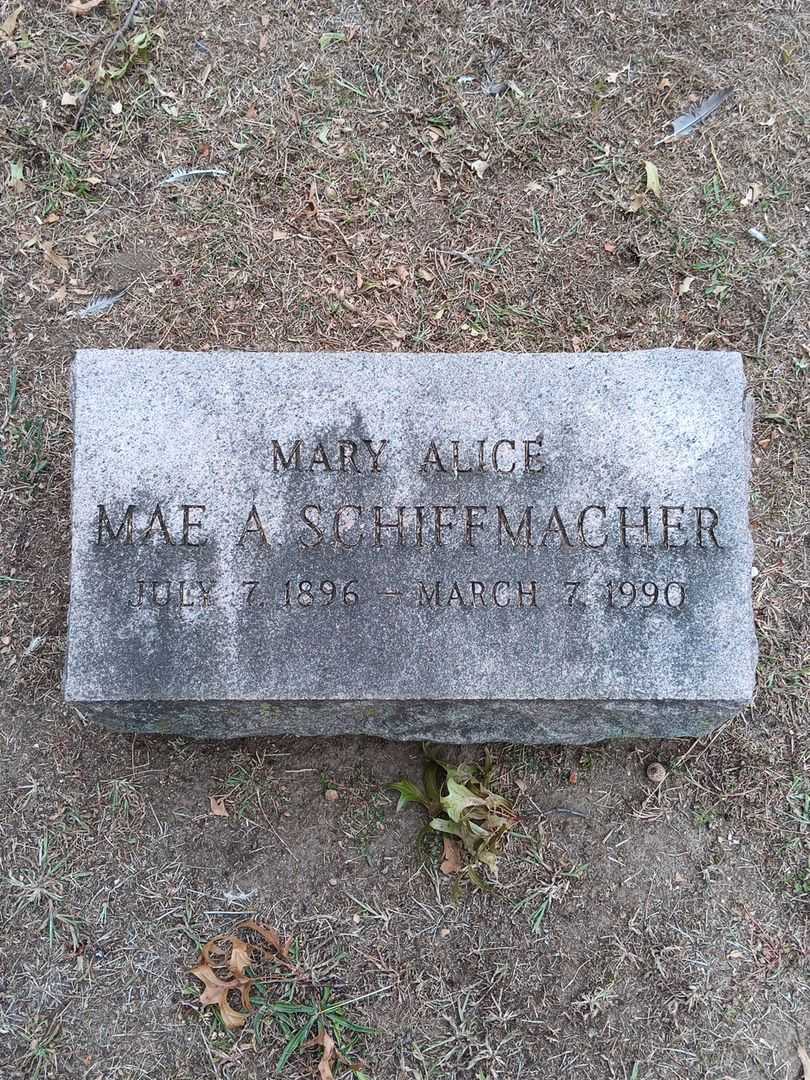 MARY ALICE
MAE A. SCHIFFMACHER
JULY 7, 1896 - MARCH 7, 1990